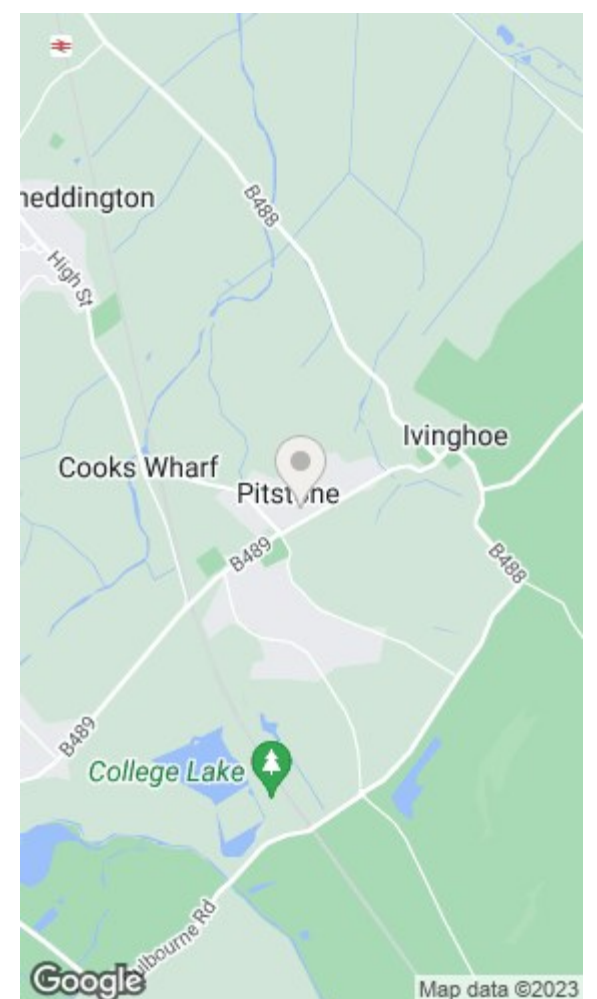 heddington
B488
High St
Ivinghoe
Cooks Wharf
Pitstone
B489
B488
B489
College Lake
ulbourne Rd
Google
Map data ©2023